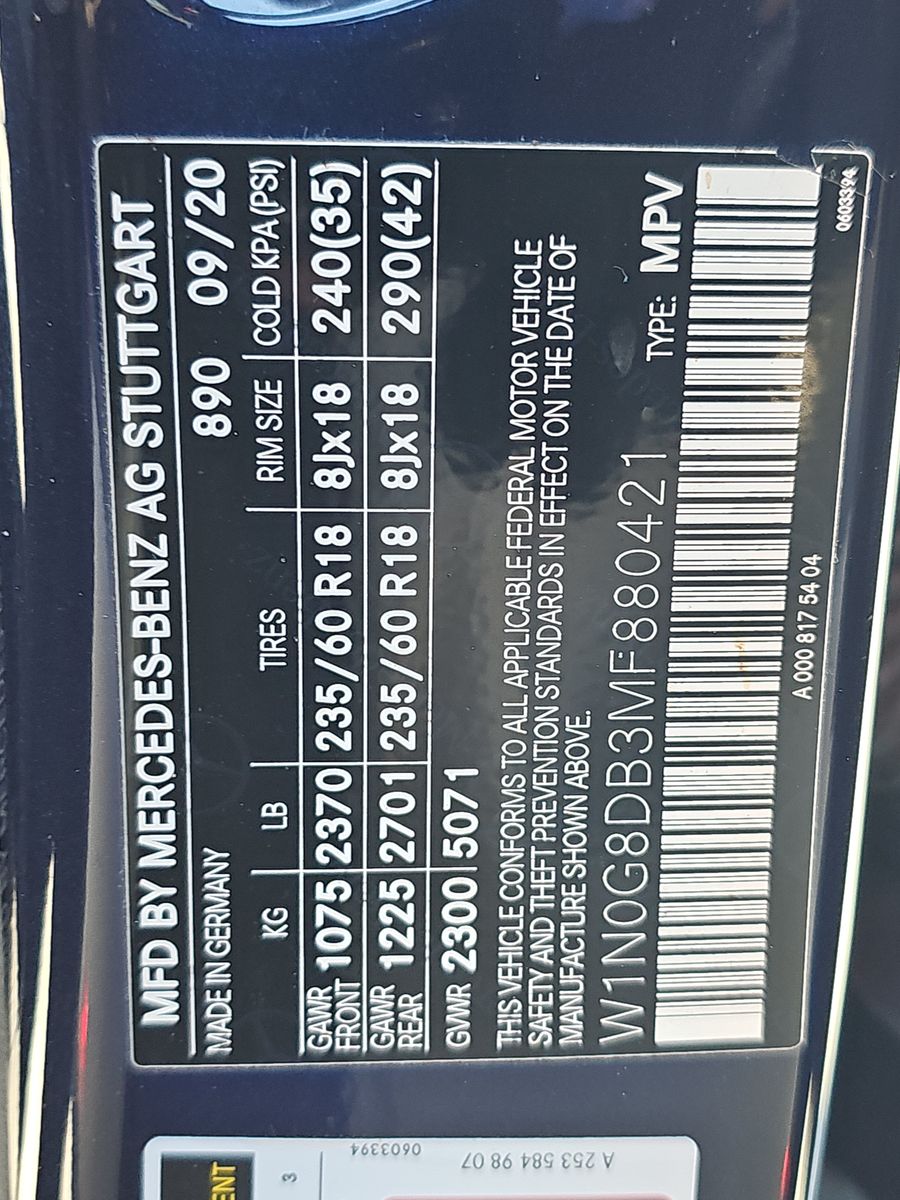 MFD BY MERCEDES-BENZ AG STUTTGART
MADE IN GERMANY 890 09/20
KG LB TIRES RIM SIZE COLD KPA(PSI)
GAWR FRONT 1075 2370 235/60 R18 8Jx18 240(35)
GAWR REAR 1225 2701 235/60 R18 8Jx18 290(42)
GVWR 2300 5071
THIS VEHICLE CONFORMS TO ALL APPLICABLE FEDERAL MOTOR VEHICLE
SAFETY AND THEFT PREVENTION STANDARDS IN EFFECT ON THE DATE OF
MANUFACTURE SHOWN ABOVE.
W1N0G8DB3MF880421 TYPE: MPV
A 000 817 54 04
0603394
ENT
3
0603394
A 253 584 98 07